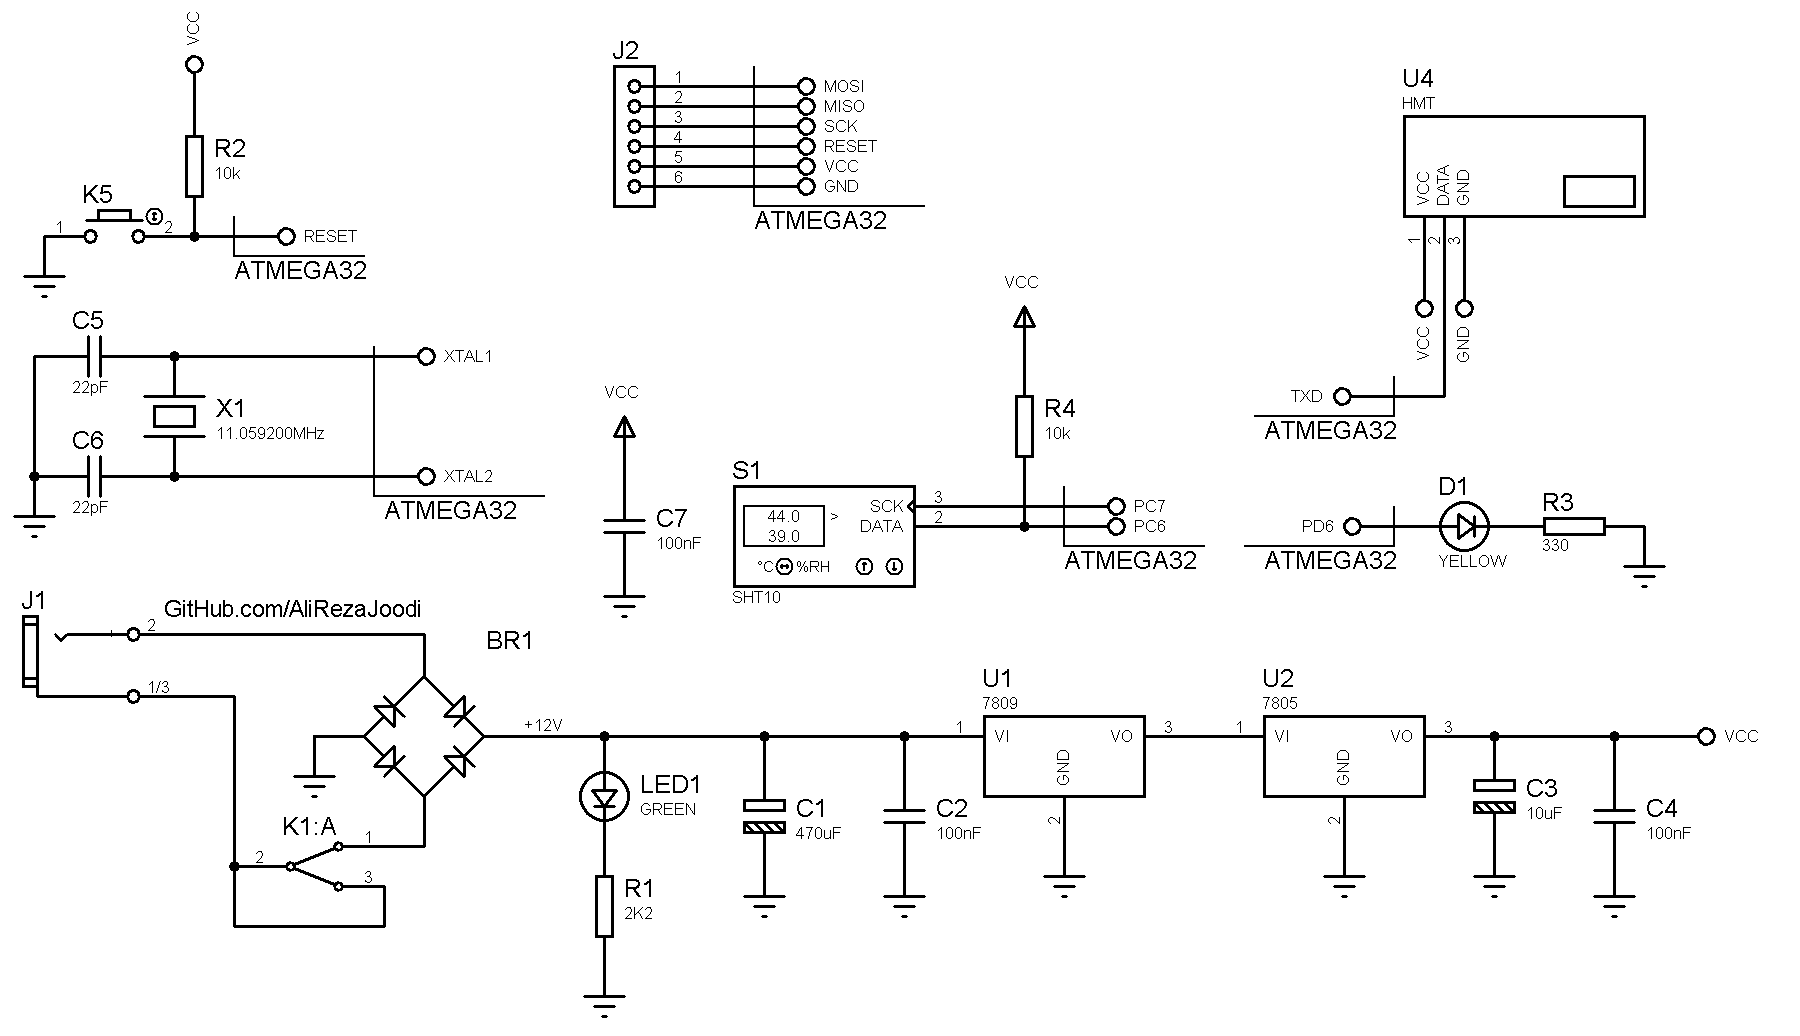 VCC
R2
10k
K5
1
2
RESET
ATMEGA32
J2
1
MOSI
2
MISO
3
SCK
4
RESET
5
VCC
6
GND
ATMEGA32
U4
HMT
VCC
DATA
GND
1
2
3
VCC
GND
TXD
ATMEGA32
C5
22pF
XTAL1
X1
11.059200MHz
C6
22pF
XTAL2
ATMEGA32
VCC
C7
100nF
VCC
R4
10k
S1
44.0
39.0
>
°C
%RH
SCK
DATA
3
2
SHT10
PC7
PC6
ATMEGA32
D1
YELLOW
PD6
ATMEGA32
R3
330
J1
GitHub.com/AliRezaJoodi
2
1/3
BR1
+12V
K1:A
1
2
3
LED1
GREEN
R1
2K2
C1
470uF
C2
100nF
U1
7809
1
VI
VO
3
GND
2
U2
7805
1
VI
VO
3
GND
2
C3
10uF
C4
100nF
VCC